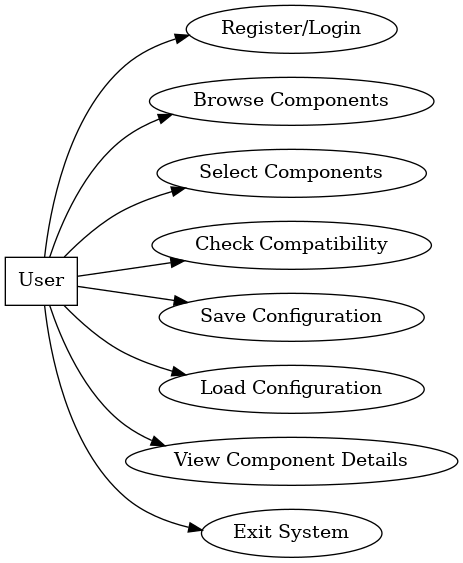 Register/Login
Browse Components
Select Components
Check Compatibility
User
Save Configuration
Load Configuration
View Component Details
Exit System